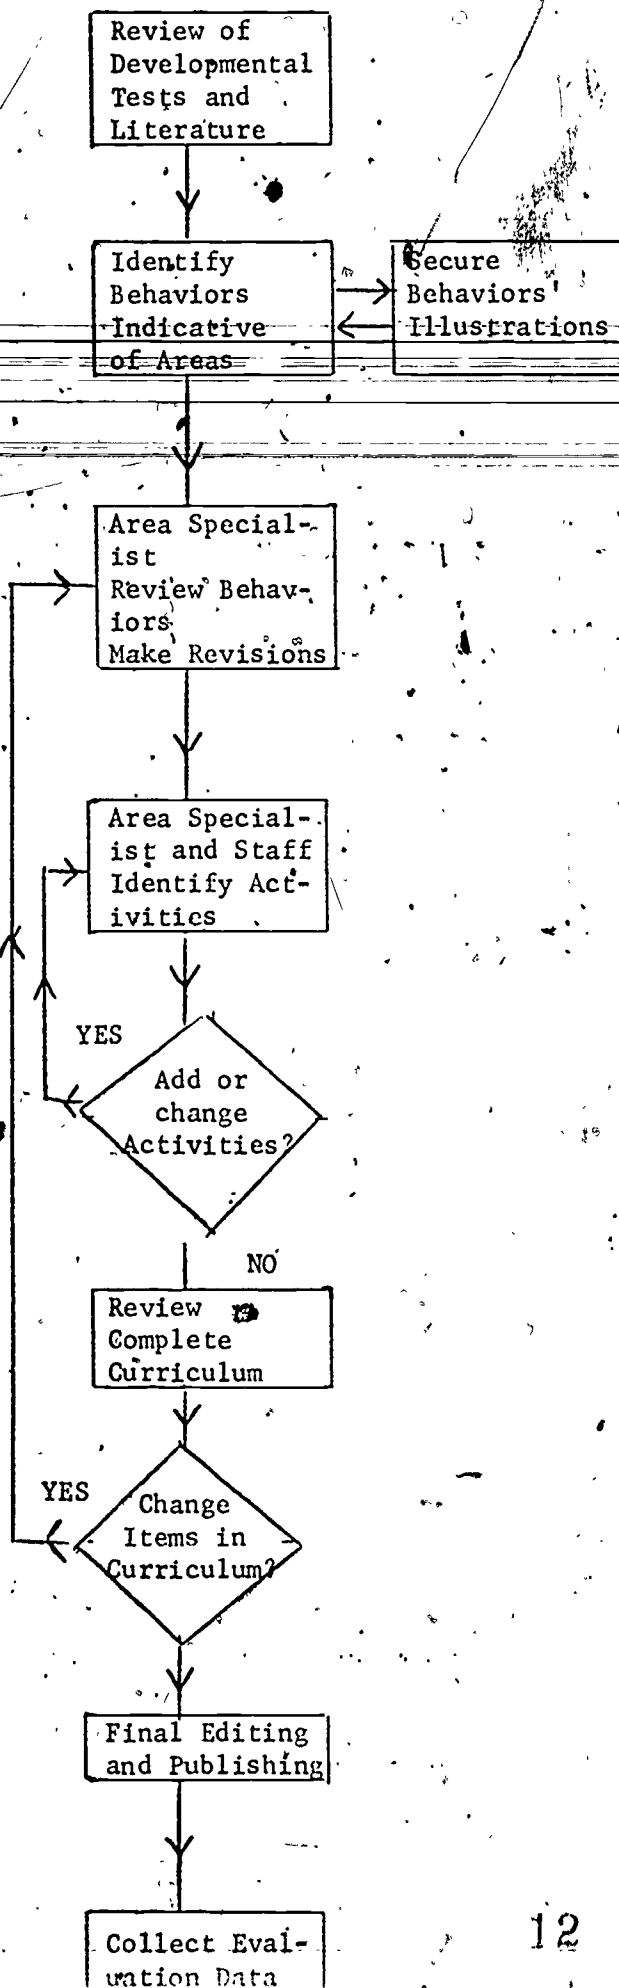 Review of
Developmental
Tests and
Literature
Identify
Behaviors
Indicative
of Areas
Secure
Behaviors'
Illustrations
Area Special-
ist
Review Behav-
iors
Make Revisions
Area Special-
ist and Staff
Identify Act-
ivities
YES
Add or
change
Activities?
NO
Review
Complete
Curriculum
YES
Change
Items in
Curriculum?
Final Editing
and Publishing
Collect Eval-
uation Data
12